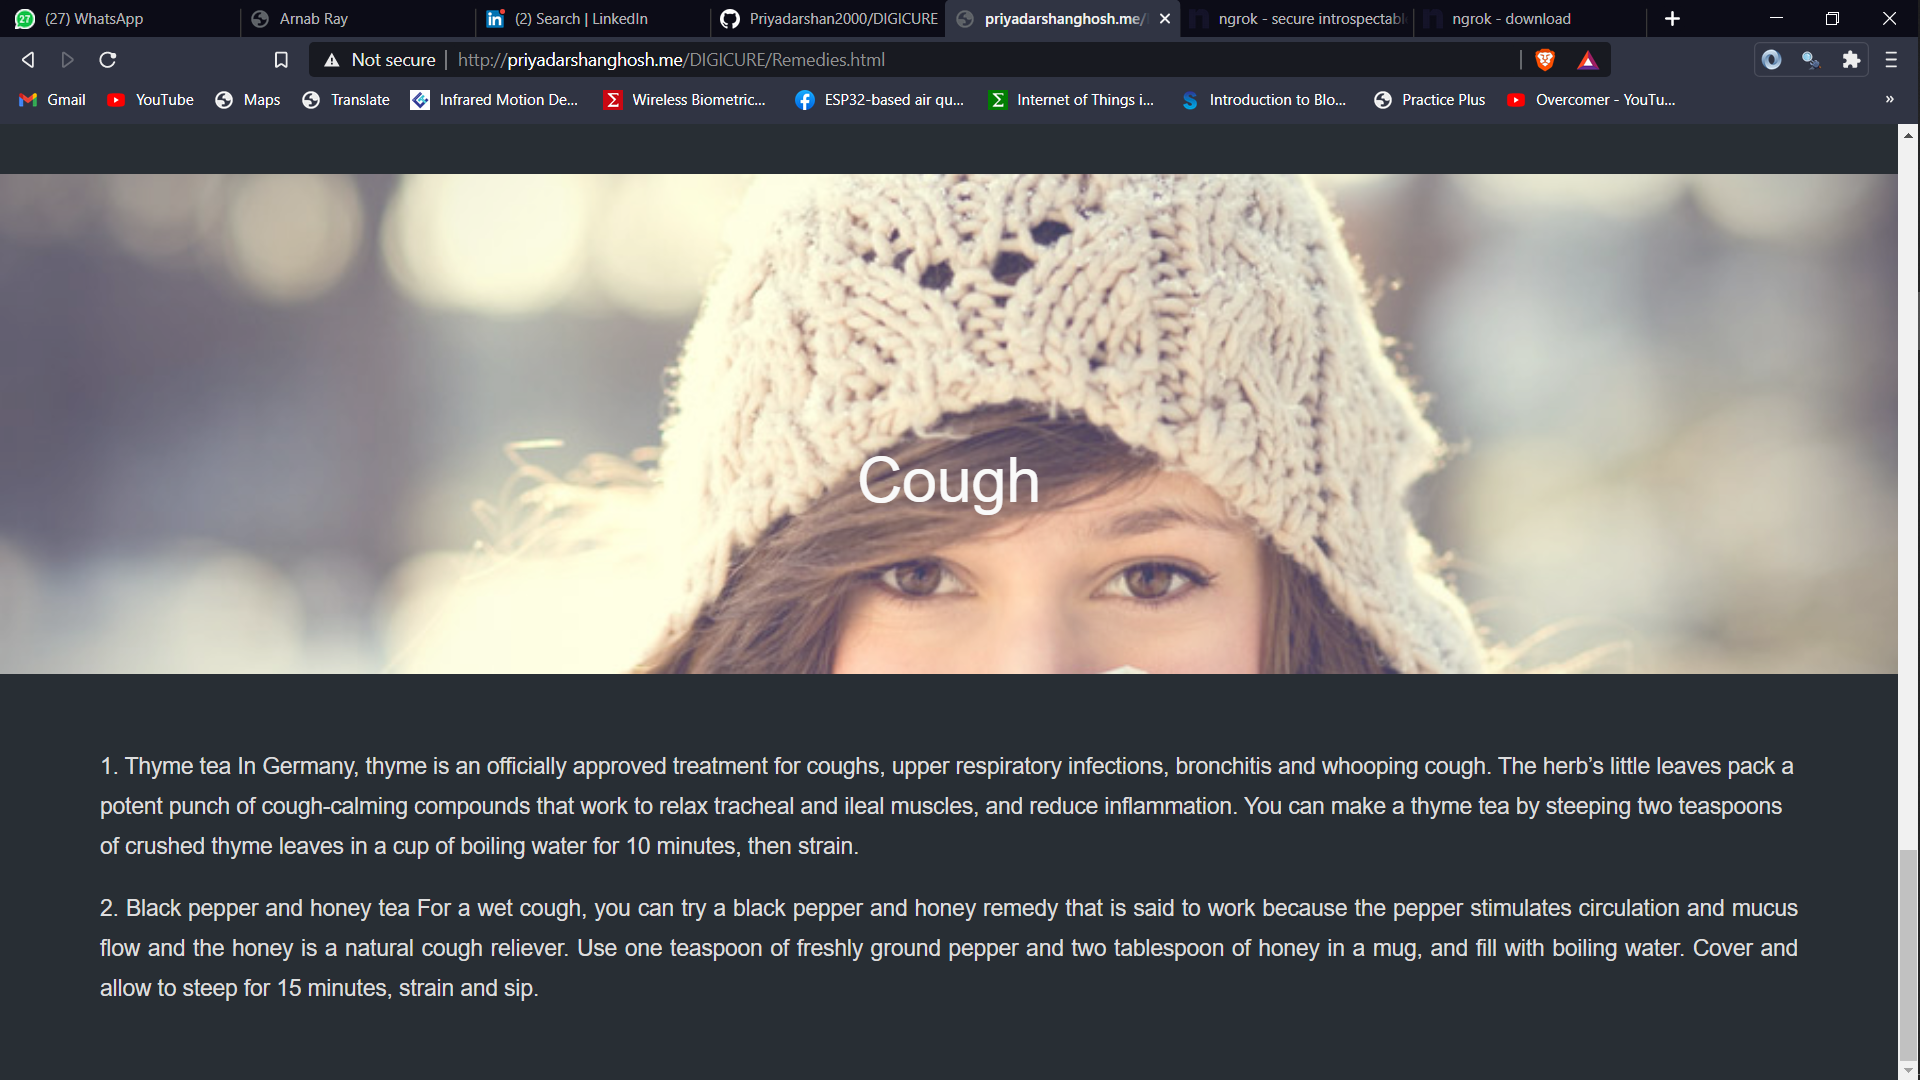 27
(27) WhatsApp
Arnab Ray
(2) Search | LinkedIn
Priyadarshan2000/DIGICURE
priyadarshanghosh.me/
ngrok - secure introspectabl
ngrok - download
Not secure
http://priyadarshanghosh.me/DIGICURE/Remedies.html
Gmail
YouTube
Maps
Translate
Infrared Motion De...
Wireless Biometric...
ESP32-based air qu...
Internet of Things i...
Introduction to Blo...
Practice Plus
Overcomer - YouTu...
»
Cough
1. Thyme tea In Germany, thyme is an officially approved treatment for coughs, upper respiratory infections, bronchitis and whooping cough. The herb’s little leaves pack a
potent punch of cough-calming compounds that work to relax tracheal and ileal muscles, and reduce inflammation. You can make a thyme tea by steeping two teaspoons
of crushed thyme leaves in a cup of boiling water for 10 minutes, then strain.
2. Black pepper and honey tea For a wet cough, you can try a black pepper and honey remedy that is said to work because the pepper stimulates circulation and mucus
flow and the honey is a natural cough reliever. Use one teaspoon of freshly ground pepper and two tablespoon of honey in a mug, and fill with boiling water. Cover and
allow to steep for 15 minutes, strain and sip.